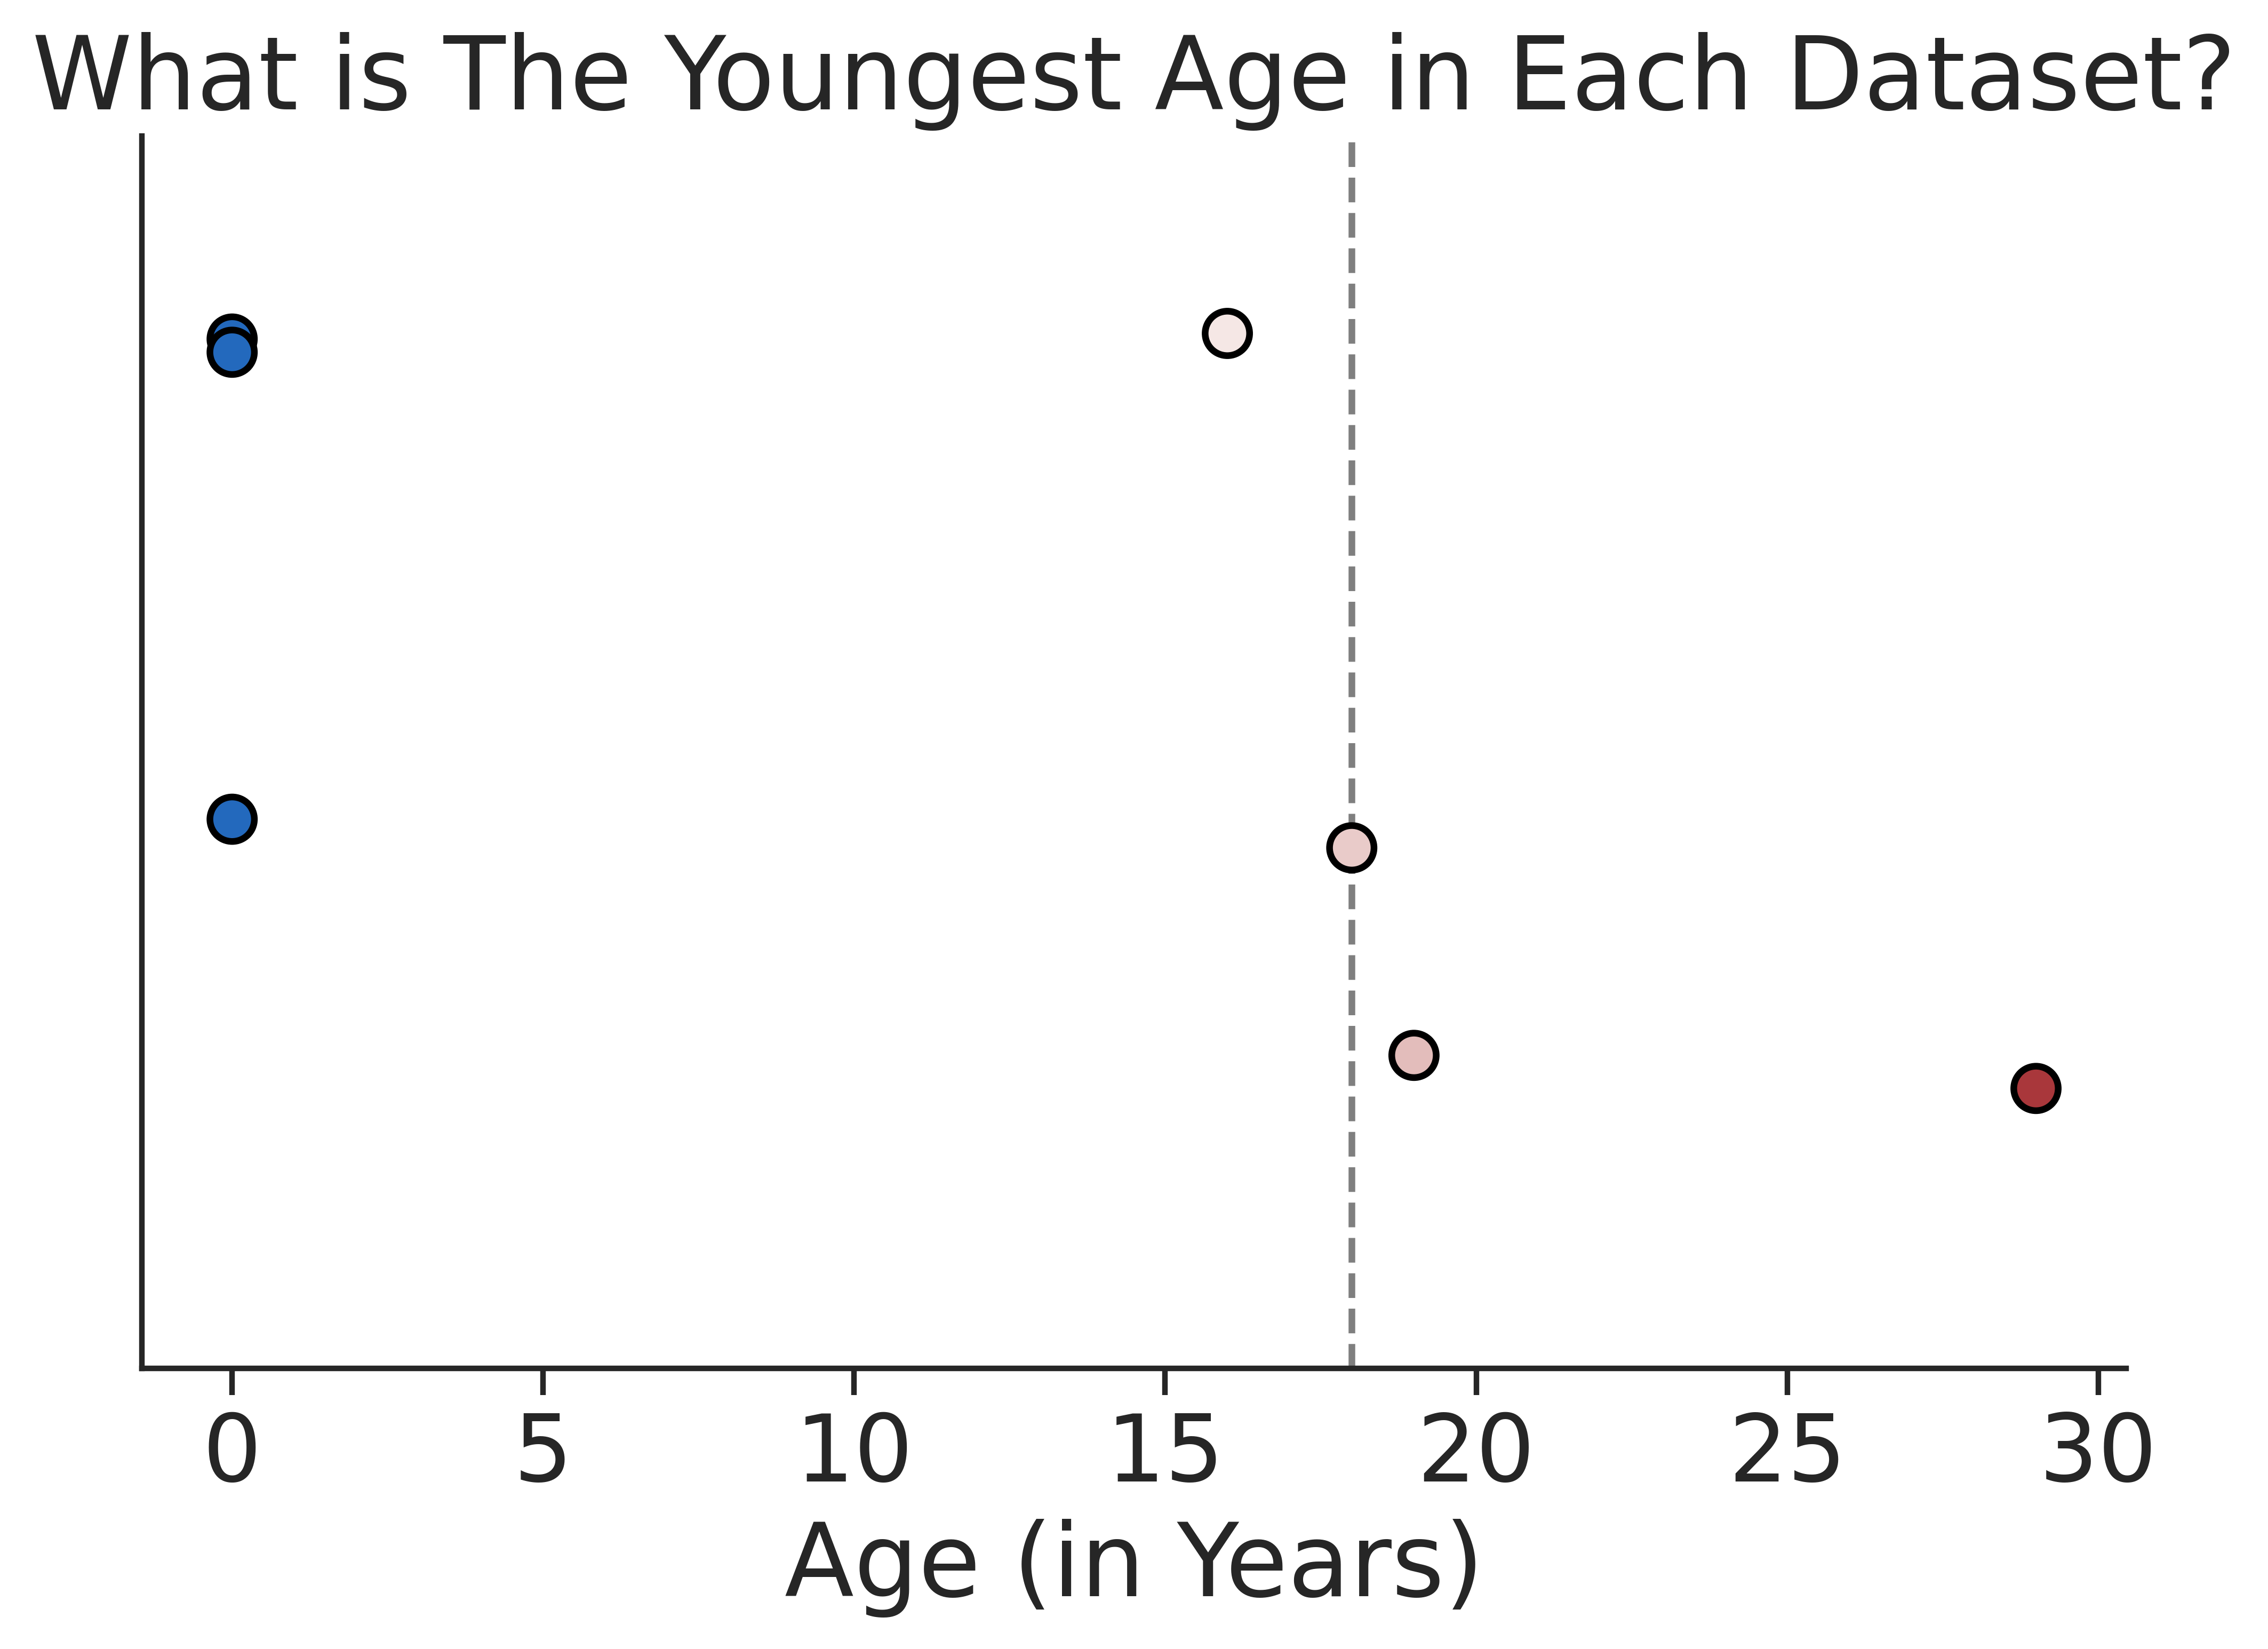 What is The Youngest Age in Each Dataset?
0 5 10 15 20 25 30
Age (in Years)